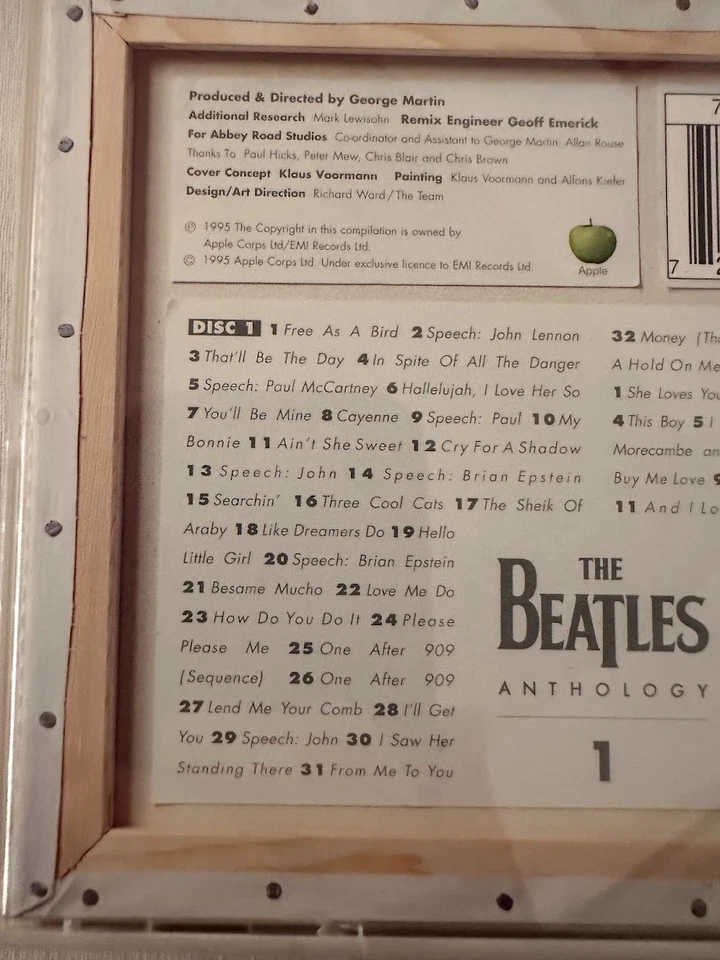 Produced & Directed by George Martin
Additional Research Mark Lewisohn Remix Engineer Geoff Emerick
For Abbey Road Studios Co-ordinator and Assistant to George Martin Allan Rouse
Thanks To Paul Hicks, Peter Mew, Chris Blair and Chris Brown
Cover Concept Klaus Voormann Painting Klaus Voormann and Alfons Kiefer
Design/Art Direction Richard Ward/The Team
℗ 1995 The Copyright in this compilation is owned by
Apple Corps Ltd/EMI Records Ltd.
© 1995 Apple Corps Ltd. Under exclusive licence to EMI Records Ltd.
Apple
7
7
DISC 1 1 Free As A Bird 2 Speech: John Lennon
3 That'll Be The Day 4 In Spite Of All The Danger
5 Speech: Paul McCartney 6 Hallelujah, I Love Her So
7 You'll Be Mine 8 Cayenne 9 Speech: Paul 10 My
Bonnie 11 Ain't She Sweet 12 Cry For A Shadow
13 Speech: John 14 Speech: Brian Epstein
15 Searchin' 16 Three Cool Cats 17 The Sheik Of
Araby 18 Like Dreamers Do 19 Hello
Little Girl 20 Speech: Brian Epstein
21 Besame Mucho 22 Love Me Do
23 How Do You Do It 24 Please
Please Me 25 One After 909
(Sequence) 26 One After 909
27 Lend Me Your Comb 28 I'll Get
You 29 Speech: John 30 I Saw Her
Standing There 31 From Me To You
32 Money
A Hold On Me
1 She Loves You
4 This Boy 5 I
Morecambe
Buy Me Love
11 And I
THE
BEATLES
ANTHOLOGY
1